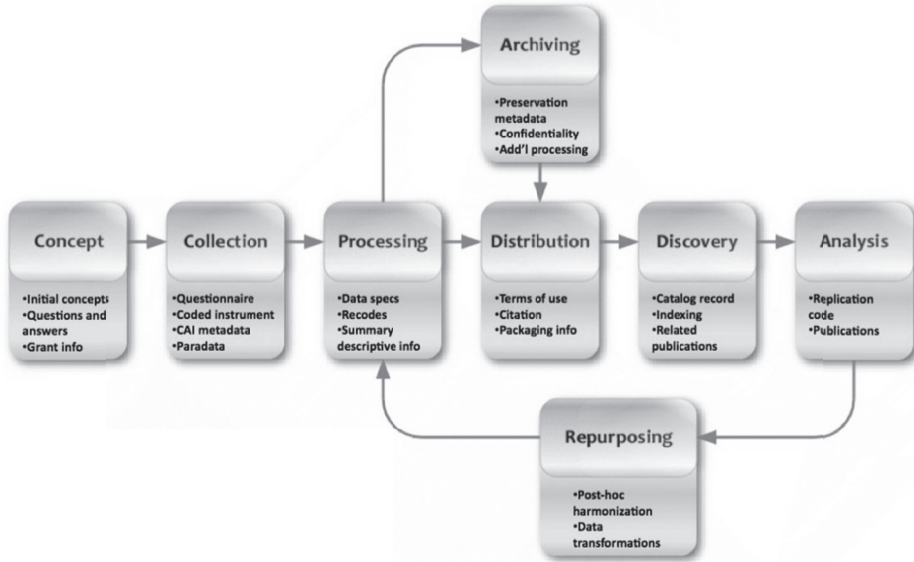 Archiving
•Preservation
metadata
•Confidentiality
•Add'l processing
Concept
•Initial concepts
•Questions and
answers
•Grant info
Collection
•Questionnaire
•Coded instrument
•CAI metadata
•Paradata
Processing
•Data specs
•Recodes
•Summary
descriptive info
Distribution
•Terms of use
•Citation
•Packaging info
Discovery
•Catalog record
•Indexing
•Related
publications
Analysis
•Replication
code
•Publications
Repurposing
•Post-hoc
harmonization
•Data
transformations